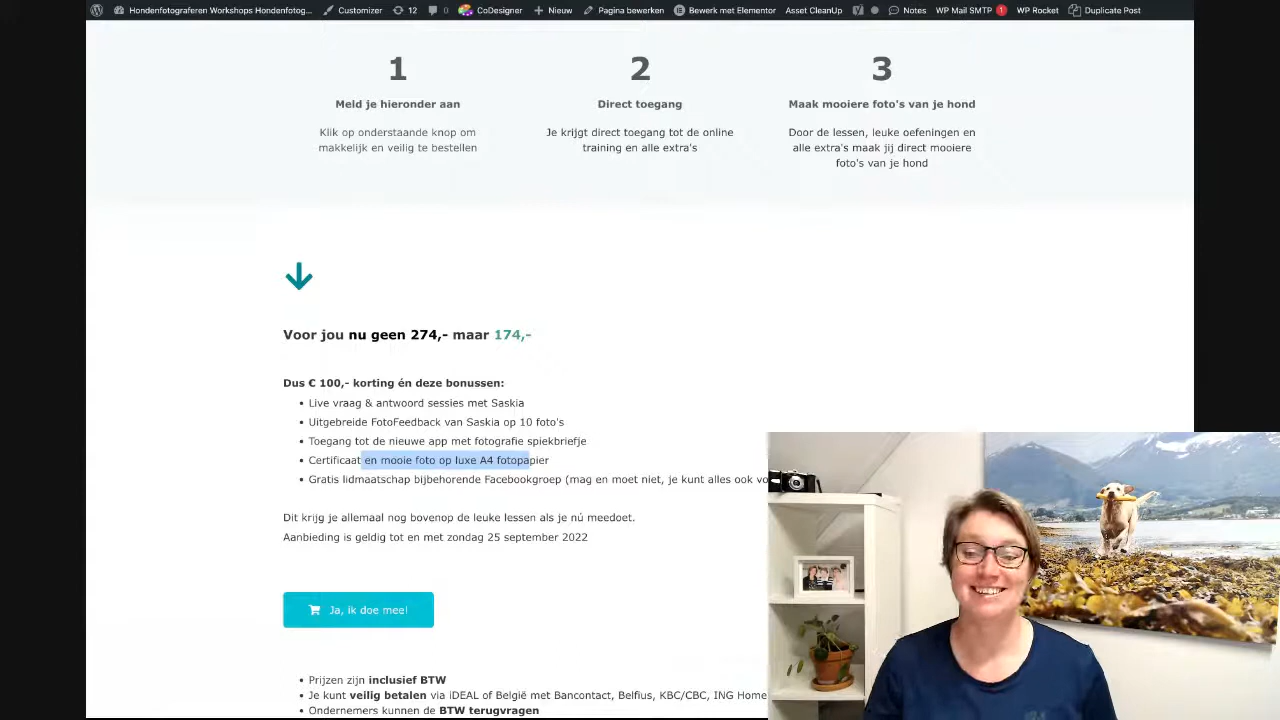 Hondenfotograferen Workshops Hondenfotog... Customizer 12 0 CoDesigner Nieuw Pagina bewerken Bewerk met Elementor Asset CleanUp Notes WP Mail SMTP 1 WP Rocket Duplicate Post
1
Meld je hieronder aan
Klik op onderstaande knop om
makkelijk en veilig te bestellen
2
Direct toegang
Je krijgt direct toegang tot de online
training en alle extra's
3
Maak mooiere foto's van je hond
Door de lessen, leuke oefeningen en
alle extra's maak jij direct mooiere
foto's van je hond
Voor jou nu geen 274,- maar 174,-
Dus € 100,- korting én deze bonussen:
• Live vraag & antwoord sessies met Saskia
• Uitgebreide FotoFeedback van Saskia op 10 foto's
• Toegang tot de nieuwe app met fotografie spiekbriefje
• Certificaat en mooie foto op luxe A4 fotopapier
• Gratis lidmaatschap bijbehorende Facebookgroep (mag en moet niet, je kunt alles ook vo
Dit krijg je allemaal nog bovenop de leuke lessen als je nú meedoet.
Aanbieding is geldig tot en met zondag 25 september 2022
Ja, ik doe mee!
• Prijzen zijn inclusief BTW
• Je kunt veilig betalen via iDEAL of België met Bancontact, Belfius, KBC/CBC, ING Home
• Ondernemers kunnen de BTW terugvragen